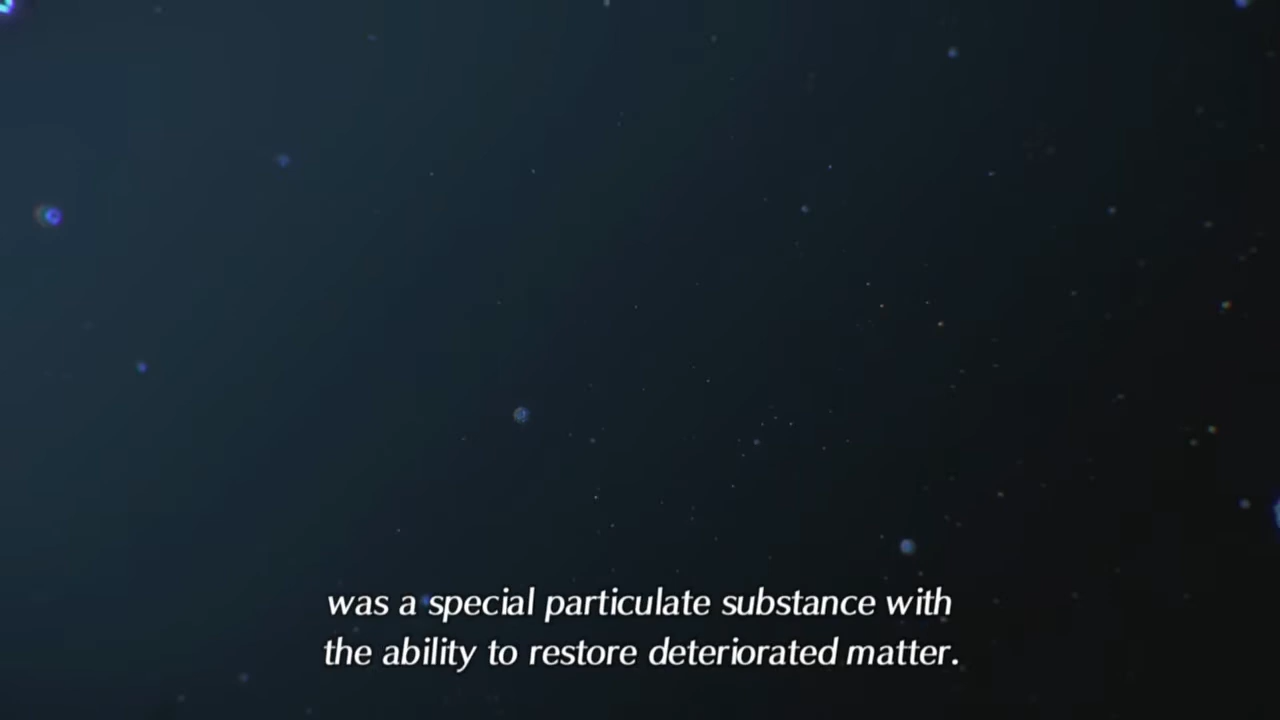 was a special particulate substance with
the ability to restore deteriorated matter.